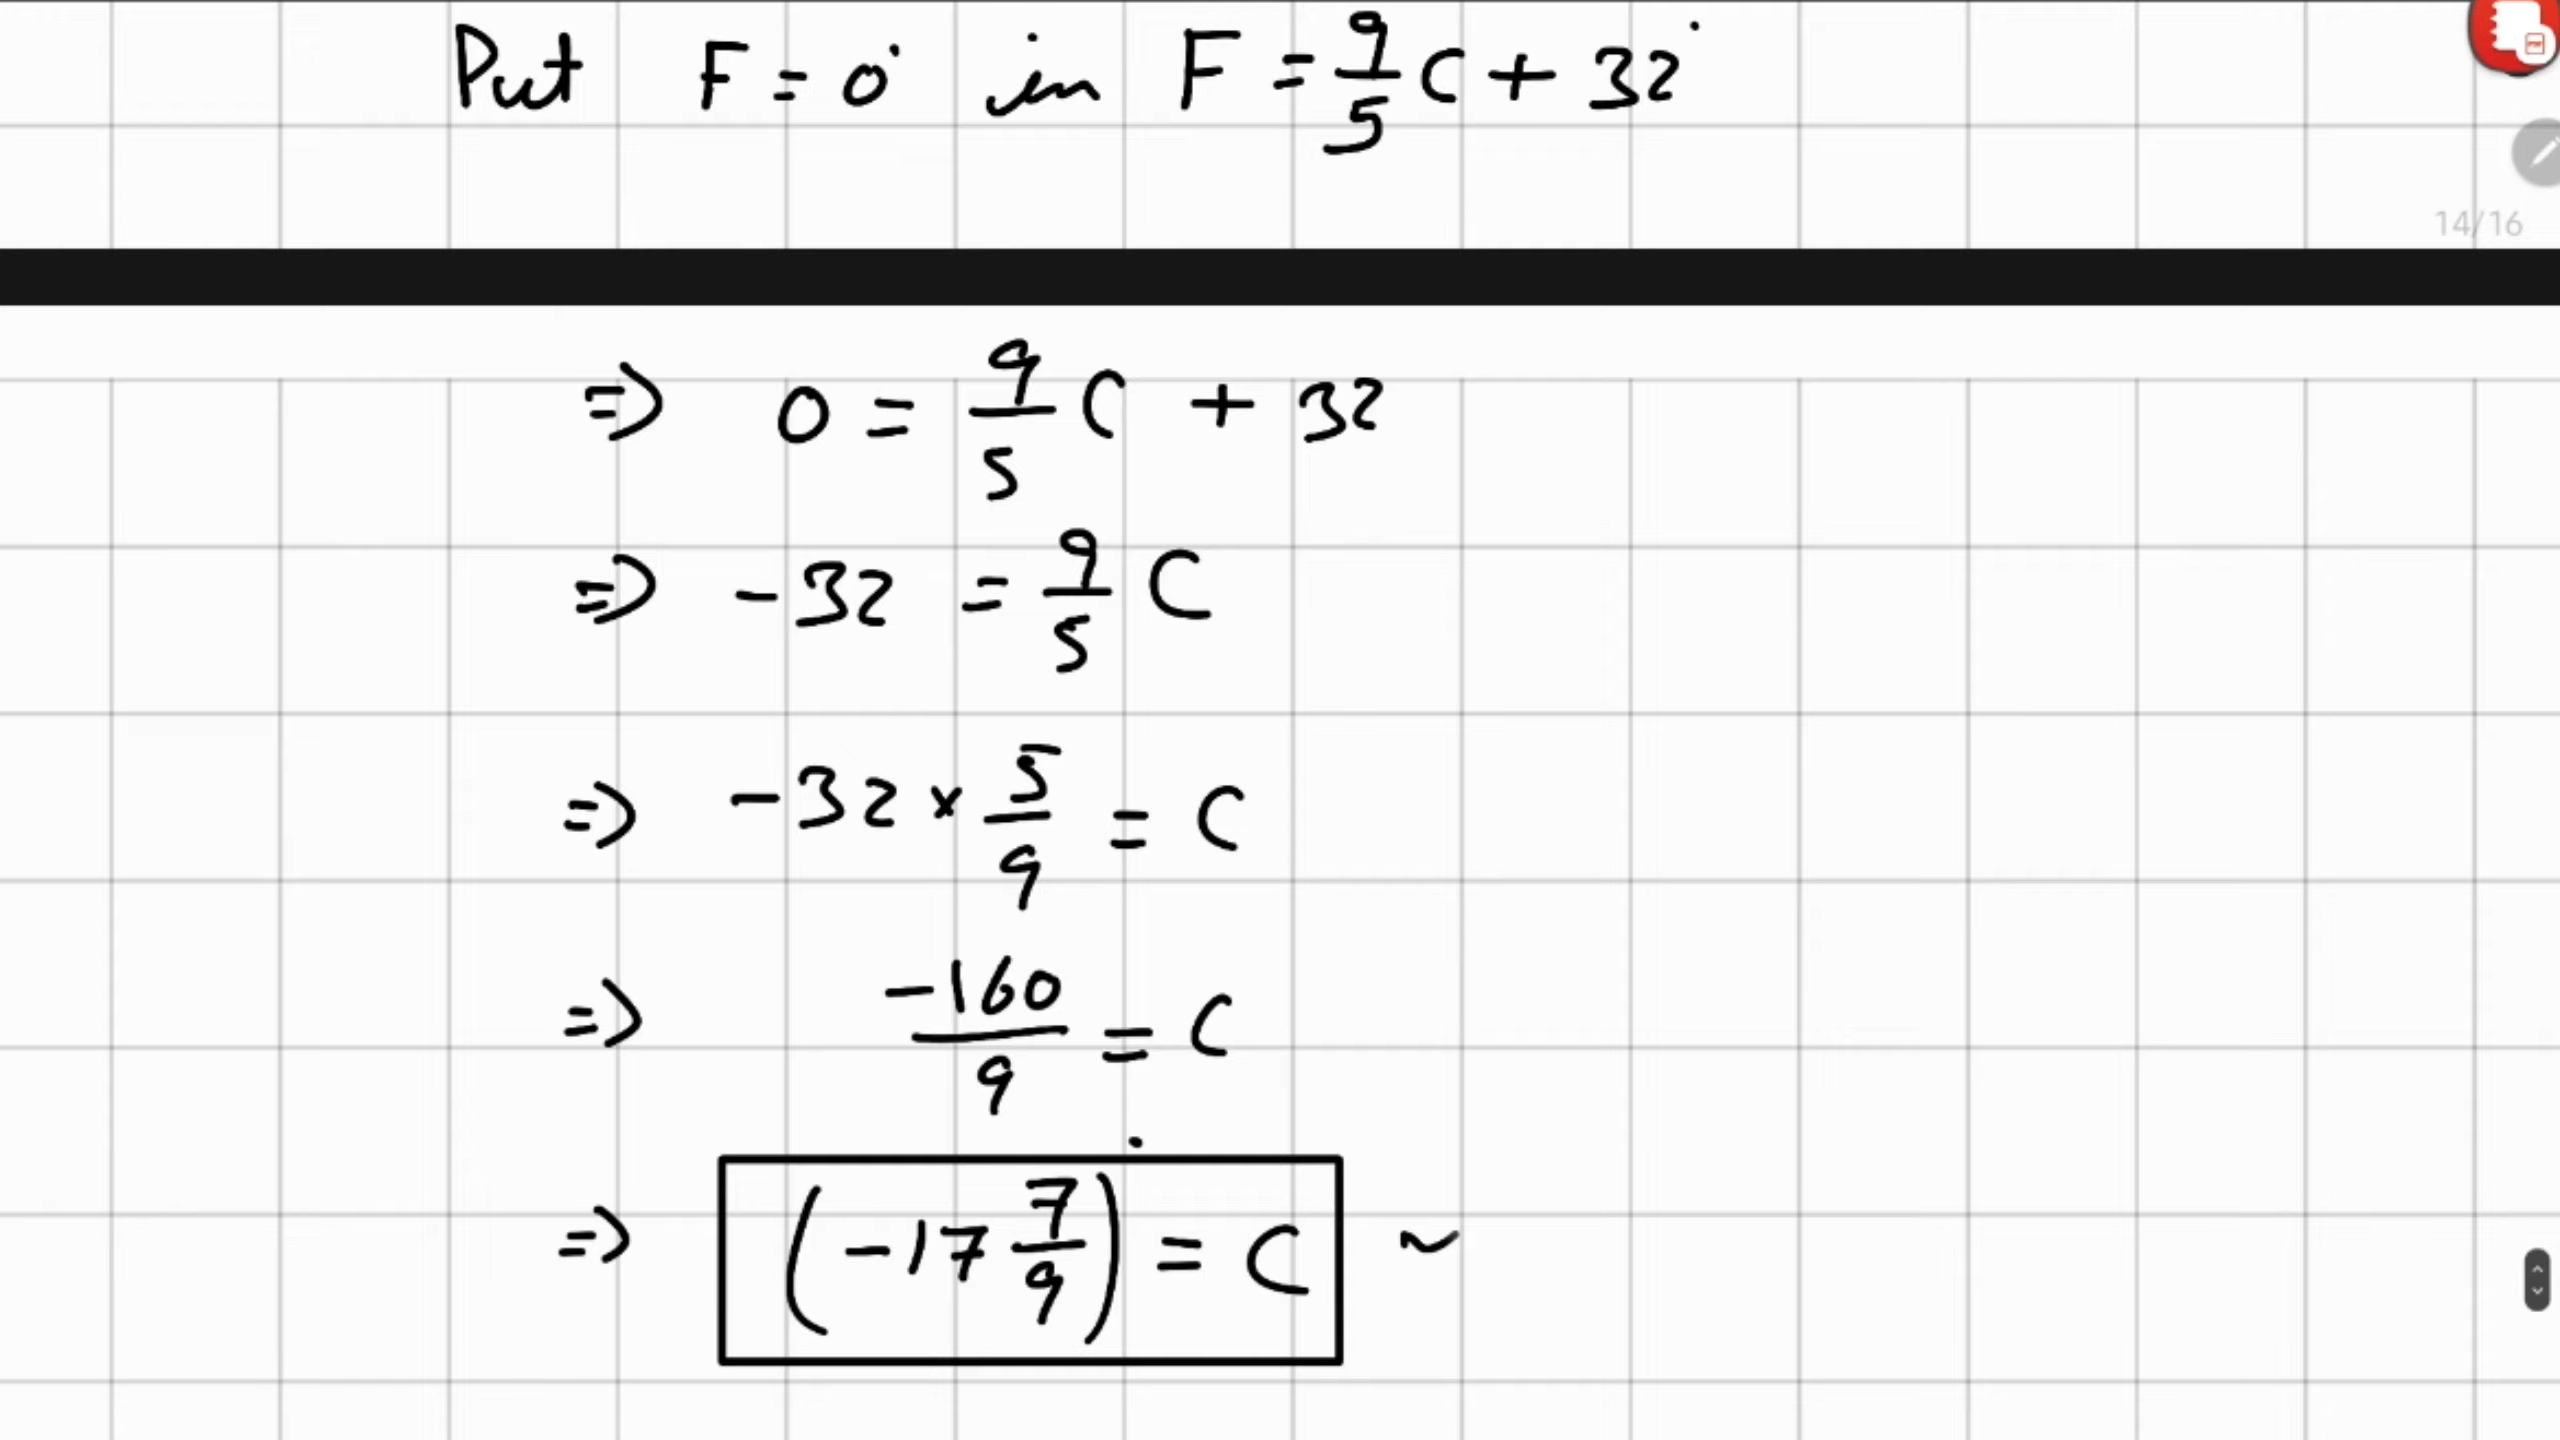 Put F = 0° in F = 9/5 C + 32°
14/16
⇒ 0 = 9/5 C + 32
⇒ -32 = 9/5 C
⇒ -32 × 5/9 = C
⇒ -160/9 = C
⇒ (-17 7/9)° = C ~